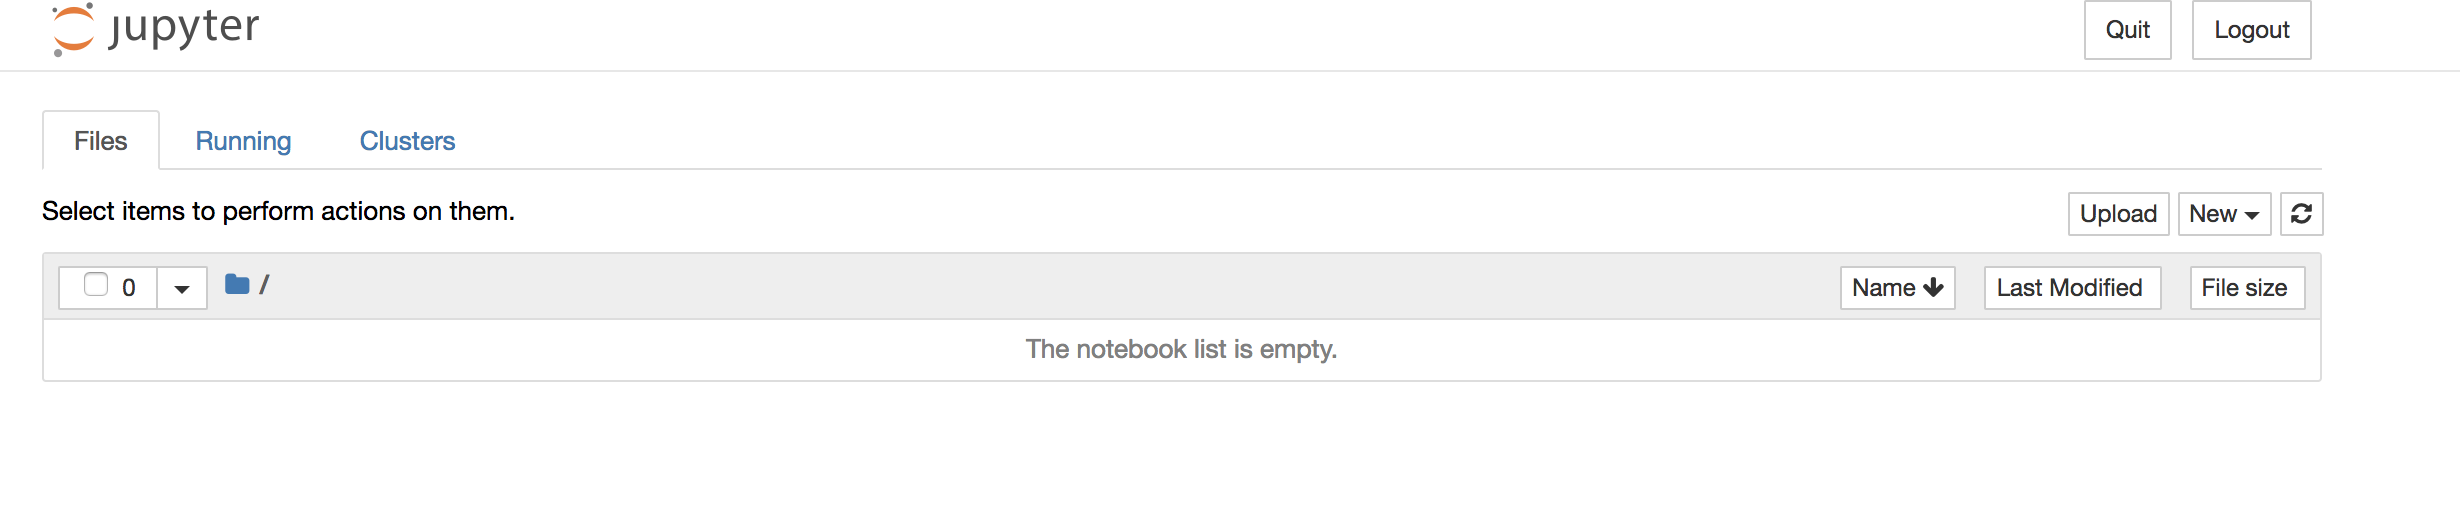 jupyter
Quit Logout
Files Running Clusters
Select items to perform actions on them.
Upload New
0 / Name Last Modified File size
The notebook list is empty.